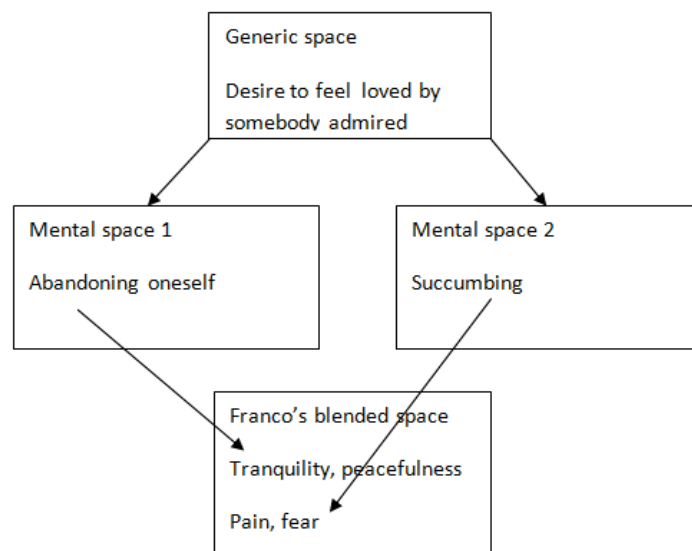 Generic space
Desire to feel loved by
somebody admired
Mental space 1
Abandoning oneself
Mental space 2
Succumbing
Franco's blended space
Tranquility, peacefulness
Pain, fear